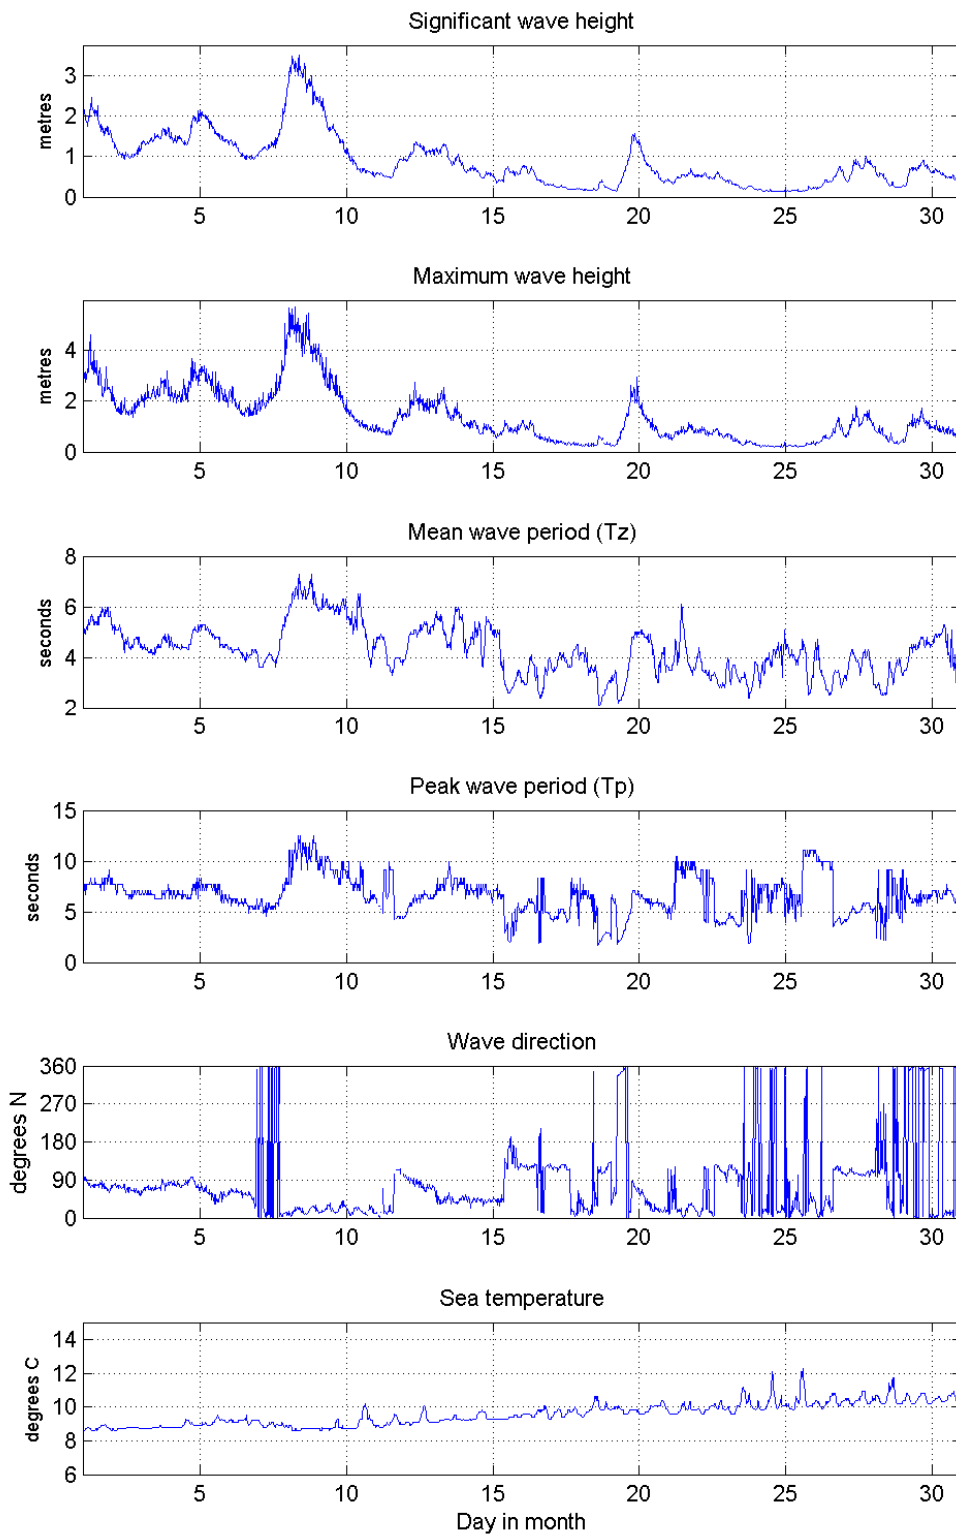 Significant wave height
metres
3
2
1
0
5 10 15 20 25 30
Maximum wave height
metres
4
2
0
5 10 15 20 25 30
Mean wave period (Tz)
seconds
8
6
4
2
5 10 15 20 25 30
Peak wave period (Tp)
seconds
15
10
5
0
5 10 15 20 25 30
Wave direction
degrees N
360
270
180
90
0
5 10 15 20 25 30
Sea temperature
degrees C
14
12
10
8
6
5 10 15 20 25 30
Day in month